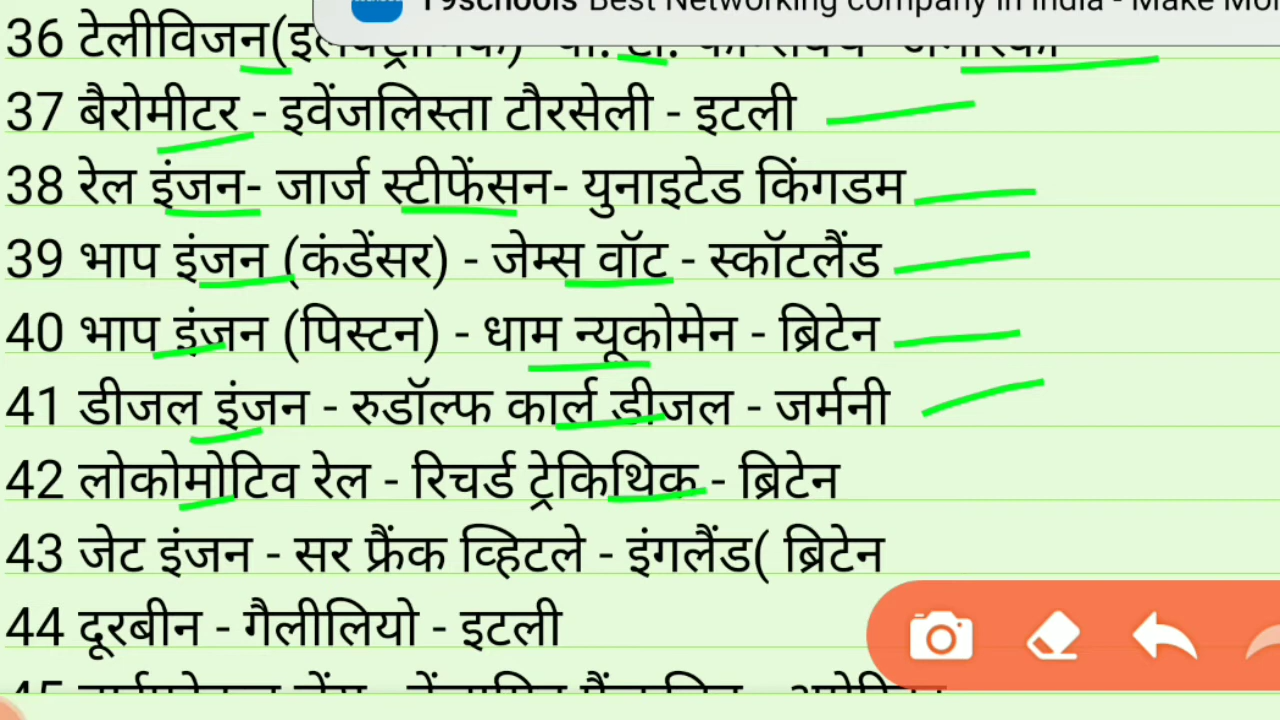 T9schools Best Networking company in India - Make
36 टेलीविजन(इलेक्ट्रॉनिक)
37 बैरोमीटर - इवेंजलिस्ता टौरसेली - इटली
38 रेल इंजन- जार्ज स्टीफेंसन- युनाइटेड किंगडम
39 भाप इंजन (कंडेंसर) - जेम्स वॉट - स्कॉटलैंड
40 भाप इंजन (पिस्टन) - धाम न्यूकोमेन - ब्रिटेन
41 डीजल इंजन - रुडॉल्फ कार्ल डीजल - जर्मनी
42 लोकोमोटिव रेल - रिचर्ड ट्रेकिथिक - ब्रिटेन
43 जेट इंजन - सर फ्रैंक व्हिटले - इंगलैंड( ब्रिटेन
44 दूरबीन - गैलीलियो - इटली